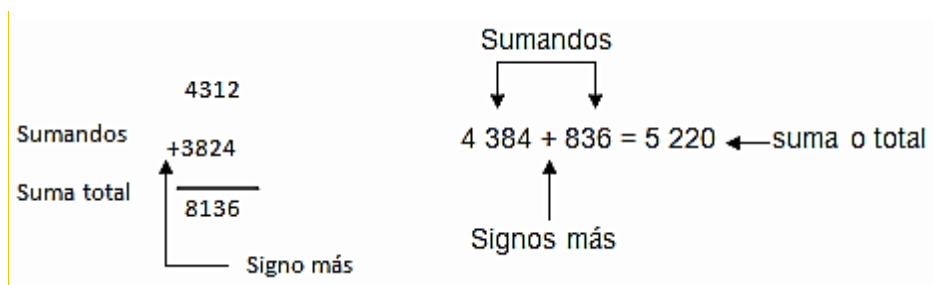 4312
Sumandos
+3824
Suma total
8136
Signo más
Sumandos
4 384 + 836 = 5 220 suma o total
Signos más